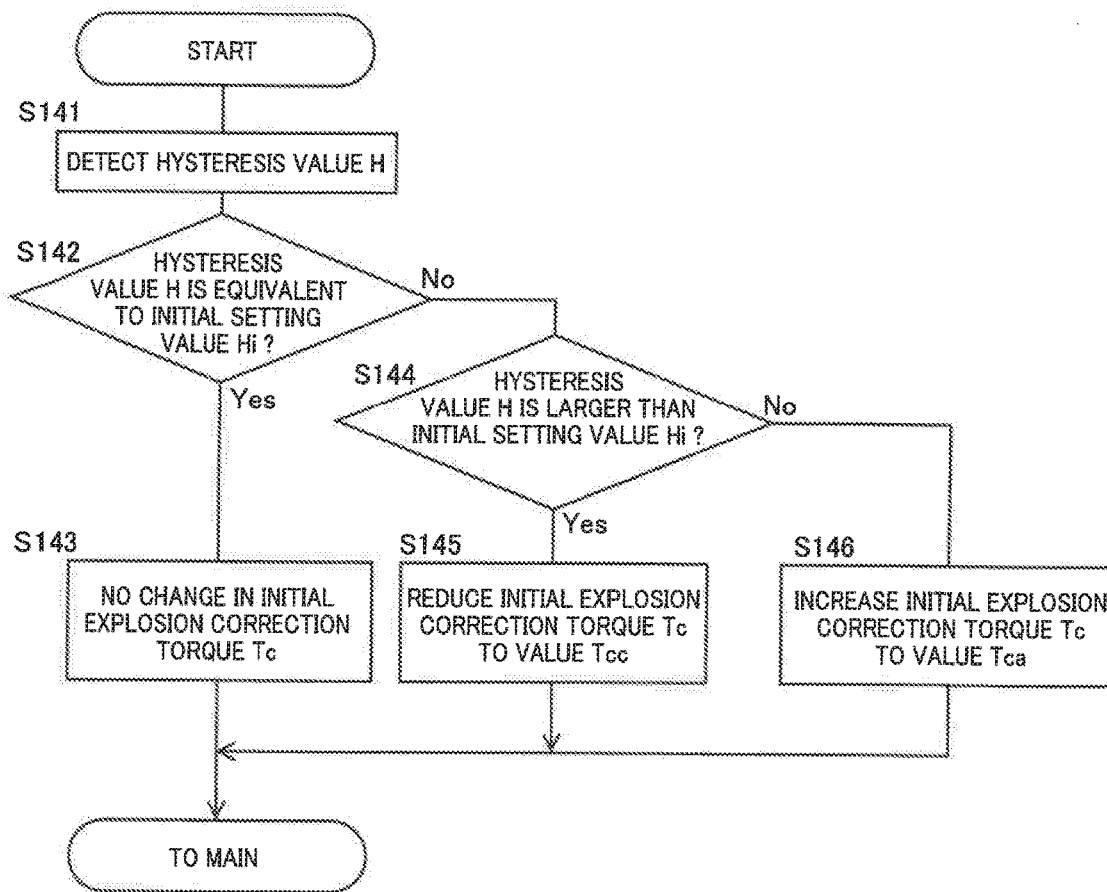 START
S141
DETECT HYSTERESIS VALUE H
S142
HYSTERESIS
VALUE H IS EQUIVALENT
TO INITIAL SETTING
VALUE Hi ?
No
Yes
S144
HYSTERESIS
VALUE H IS LARGER THAN
INITIAL SETTING VALUE Hi ?
No
Yes
S143
NO CHANGE IN INITIAL
EXPLOSION CORRECTION
TORQUE Tc
S145
REDUCE INITIAL EXPLOSION
CORRECTION TORQUE Tc
TO VALUE Tcc
S146
INCREASE INITIAL EXPLOSION
CORRECTION TORQUE Tc
TO VALUE Tca
TO MAIN